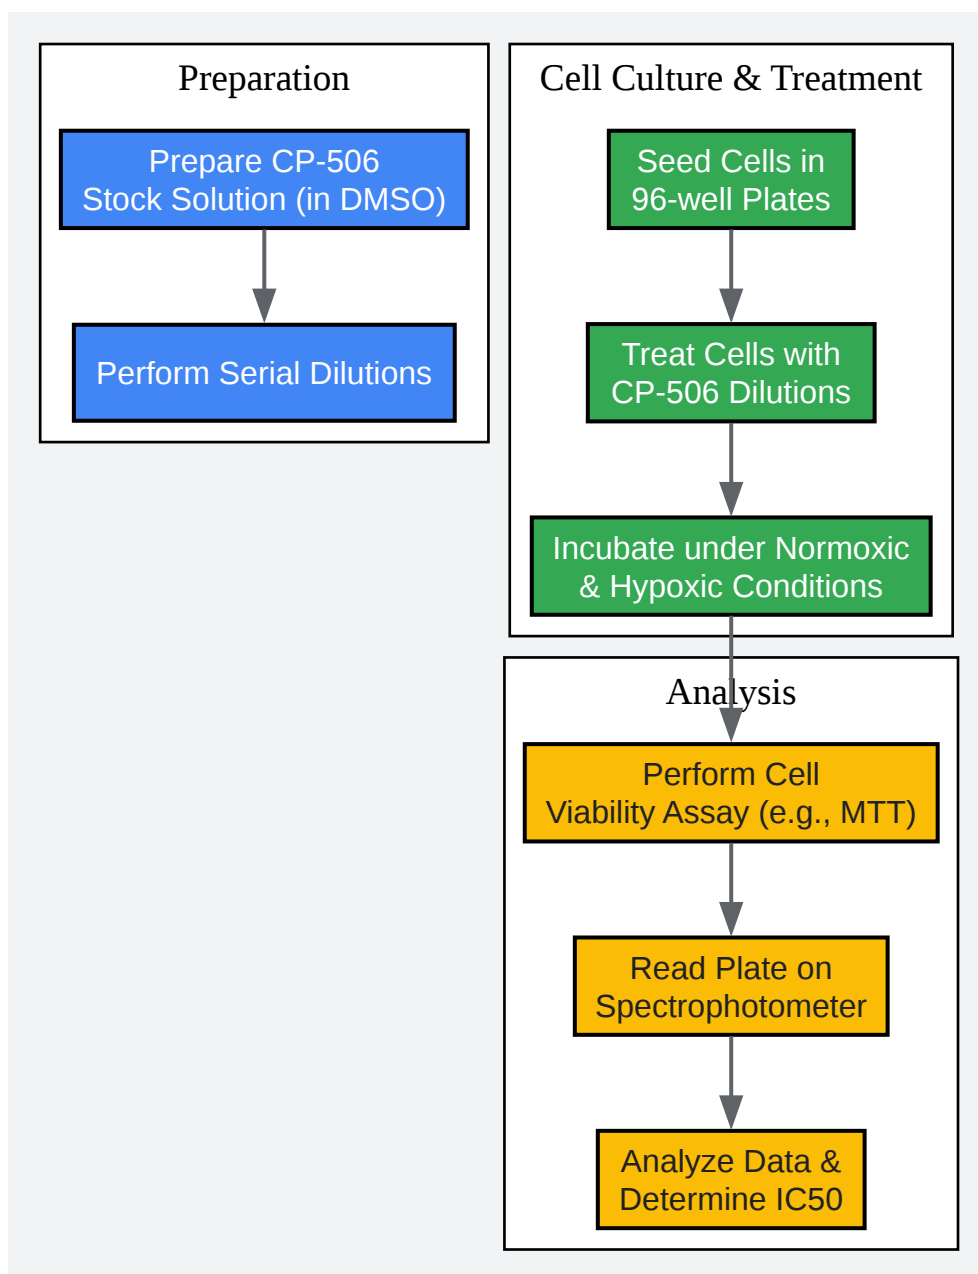 Preparation
Prepare CP-506
Stock Solution (in DMSO)
Perform Serial Dilutions
Cell Culture & Treatment
Seed Cells in
96-well Plates
Treat Cells with
CP-506 Dilutions
Incubate under Normoxic
& Hypoxic Conditions
Analysis
Perform Cell
Viability Assay (e.g., MTT)
Read Plate on
Spectrophotometer
Analyze Data &
Determine IC50